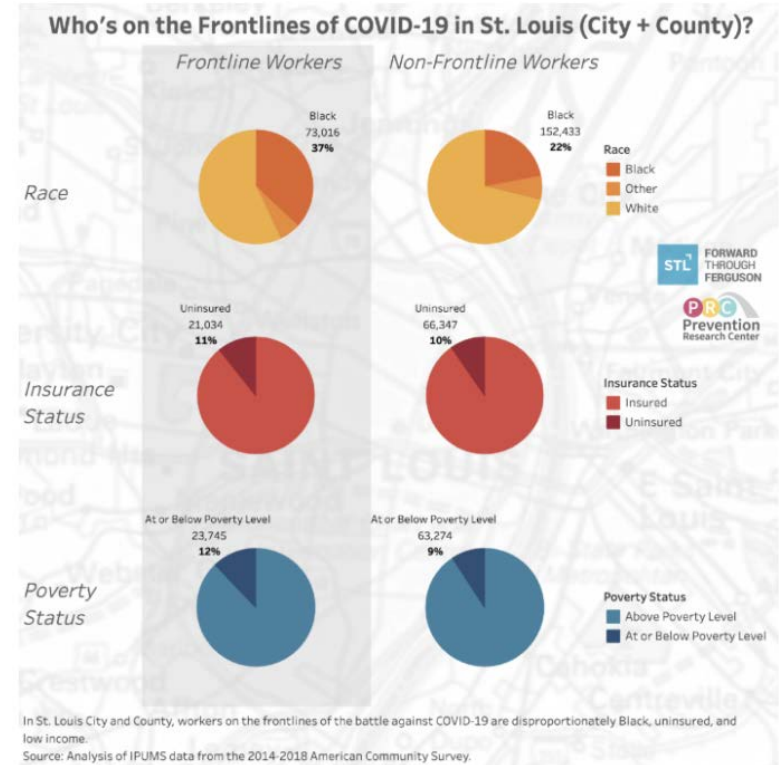 Who's on the Frontlines of COVID-19 in St. Louis (City + County)?
Frontline Workers
Non-Frontline Workers
Race
Black
73,016
37%
Black
152,433
22%
Race
Black
Other
White
STL
FORWARD
THROUGH
FERGUSON
PRC
Prevention
Research Center
Insurance
Status
Uninsured
21,034
11%
Uninsured
66,347
10%
Insurance Status
Insured
Uninsured
SAINT LOUIS
Poverty
Status
At or Below Poverty Level
23,745
12%
At or Below Poverty Level
63,274
9%
Poverty Status
Above Poverty Level
At or Below Poverty Level
Cahokia
Centreville
In St. Louis City and County, workers on the frontlines of the battle against COVID-19 are disproportionately Black, uninsured, and
low income.
Source: Analysis of IPUMS data from the 2014-2018 American Community Survey.